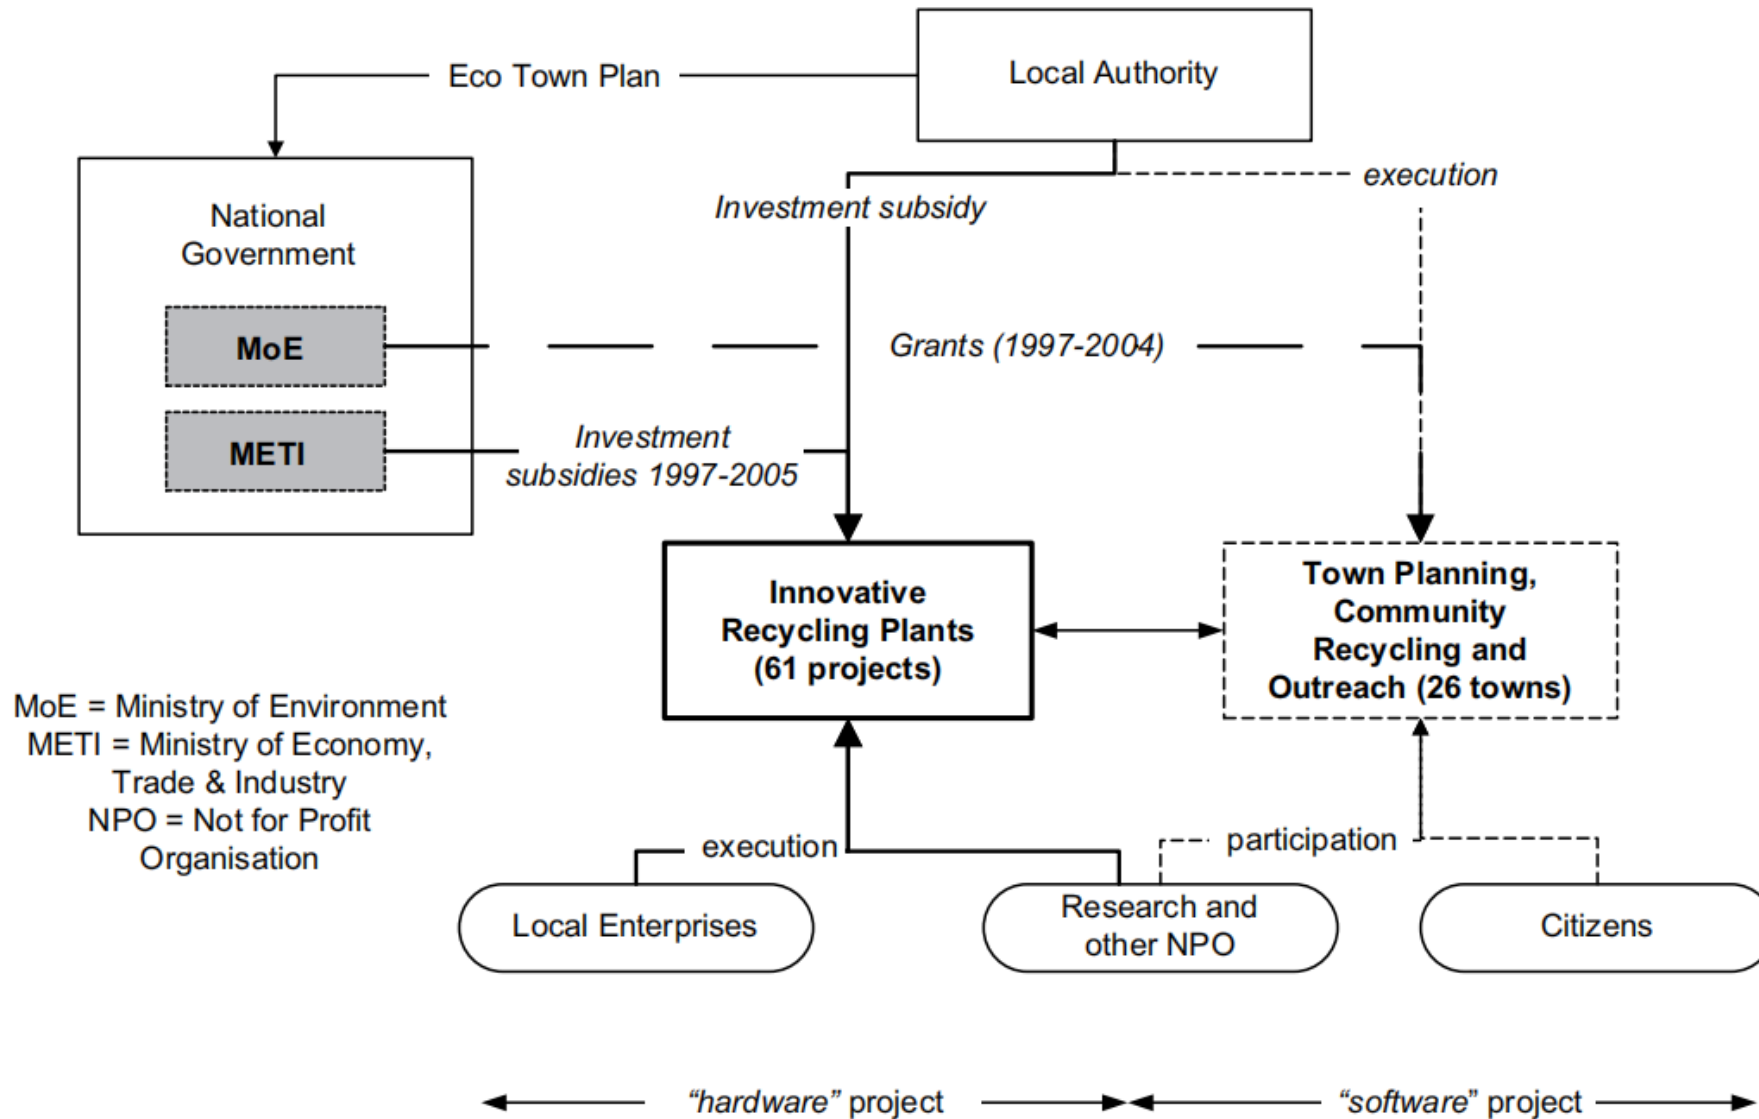 Eco Town Plan
Local Authority
National
Government
Investment subsidy
execution
MoE
Grants (1997-2004)
METI
Investment
subsidies 1997-2005
Innovative
Recycling Plants
(61 projects)
Town Planning,
Community
Recycling and
Outreach (26 towns)
MoE = Ministry of Environment
METI = Ministry of Economy,
Trade & Industry
NPO = Not for Profit
Organisation
execution
participation
Local Enterprises
Research and
other NPO
Citizens
“hardware” project
“software” project